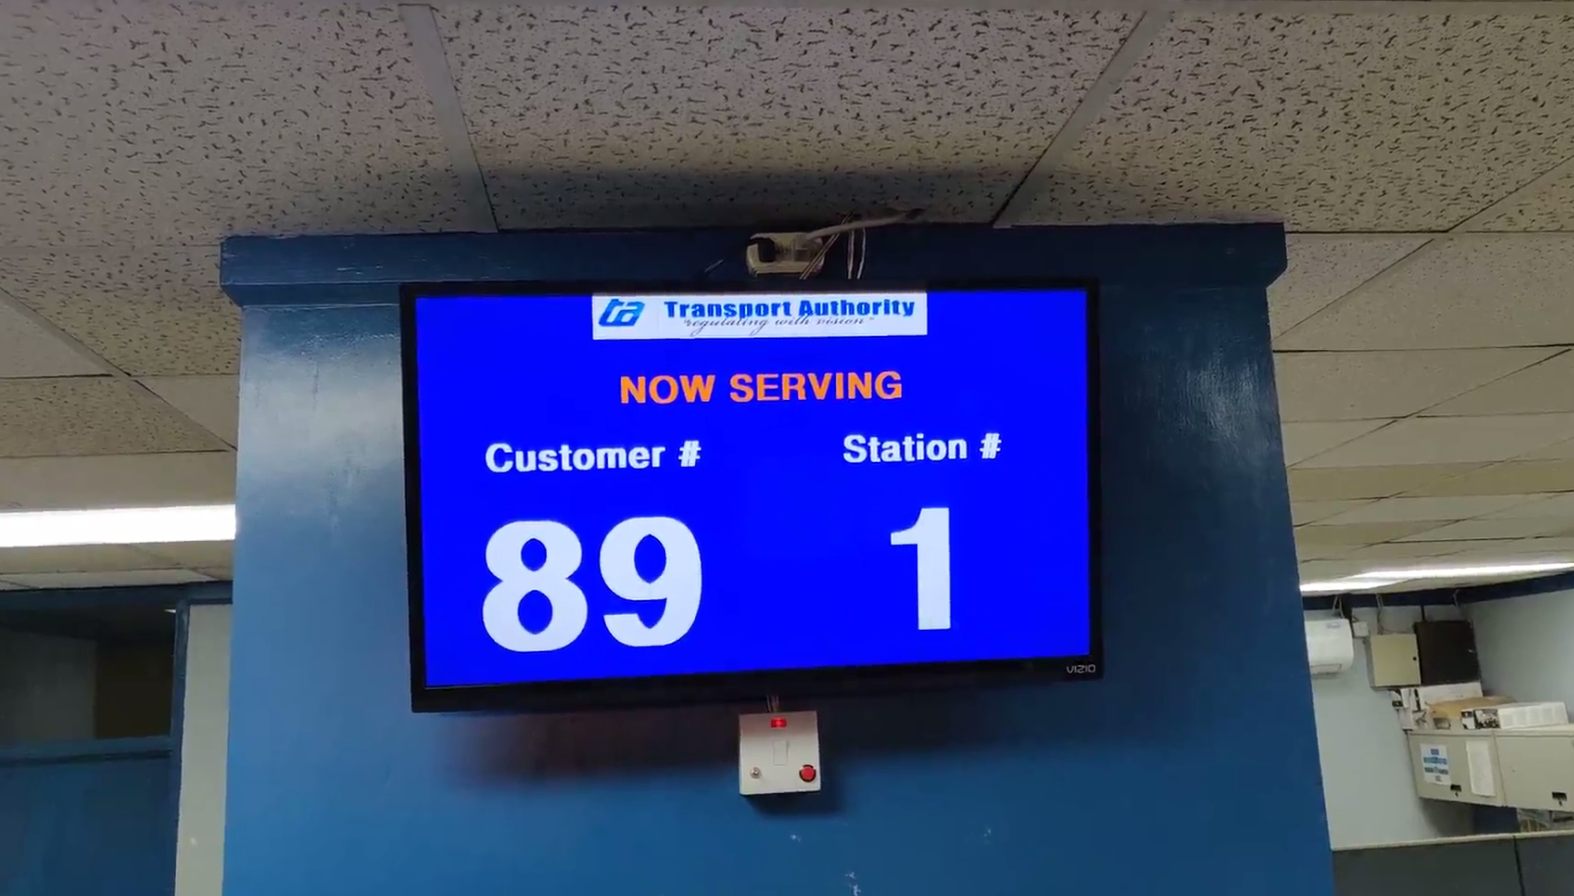 ta Transport Authority
"regulating with vision"
NOW SERVING
Customer # Station #
89 1
VIZIO